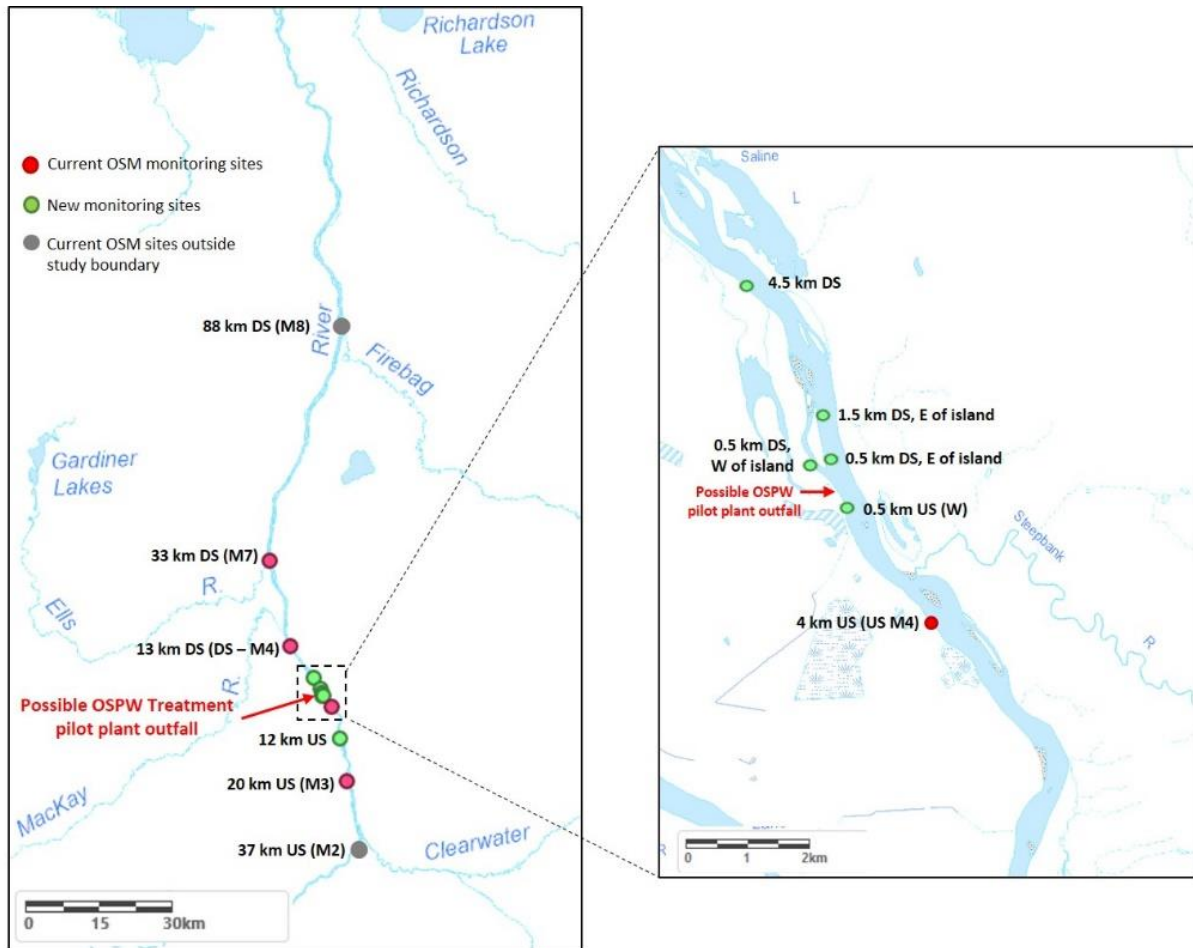 Richardson
Lake
Richardson
Current OSM monitoring sites
New monitoring sites
Current OSM sites outside
study boundary
88 km DS (M8)
River
Firebag
Gardiner
Lakes
33 km DS (M7)
R.
Ells
13 km DS (DS – M4)
R.
Possible OSPW Treatment
pilot plant outfall
12 km US
20 km US (M3)
MacKay
37 km US (M2)
Clearwater
0 15 30km
Saline
L
4.5 km DS
1.5 km DS, E of island
0.5 km DS,
W of island
0.5 km DS, E of island
Possible OSPW
pilot plant outfall
0.5 km US (W)
Steepbank
4 km US (US M4)
R
R
0 1 2km